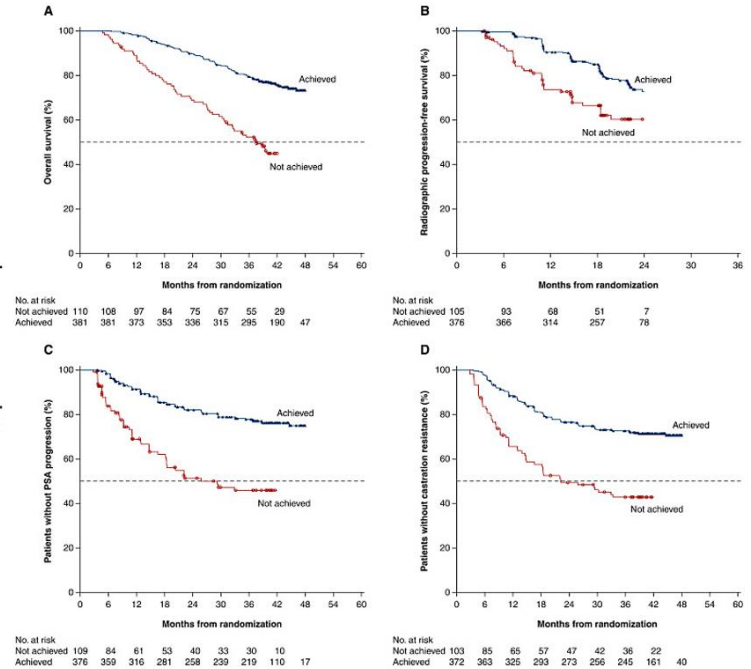 A
Overall survival (%)
100
80
60
40
20
0
Achieved
Not achieved
0 6 12 18 24 30 36 42 48 54 60
Months from randomization
No. at risk
Not achieved 110 108 97 84 75 67 55 29
Achieved 381 381 373 353 336 315 295 190 47
B
Radiographic progression-free survival (%)
100
80
60
40
20
0
Achieved
Not achieved
0 6 12 18 24 30 36
Months from randomization
No. at risk
Not achieved 105 93 68 51 7
Achieved 376 366 314 257 78
C
Patients without PSA progression (%)
100
80
60
40
20
0
Achieved
Not achieved
0 6 12 18 24 30 36 42 48 54 60
Months from randomization
No. at risk
Not achieved 109 84 61 53 40 33 30 10
Achieved 376 359 316 281 258 239 219 110 17
D
Patients without castration resistance (%)
100
80
60
40
20
0
Achieved
Not achieved
0 6 12 18 24 30 36 42 48 54 60
Months from randomization
No. at risk
Not achieved 103 85 65 57 47 42 36 22
Achieved 372 363 325 293 273 256 245 161 40